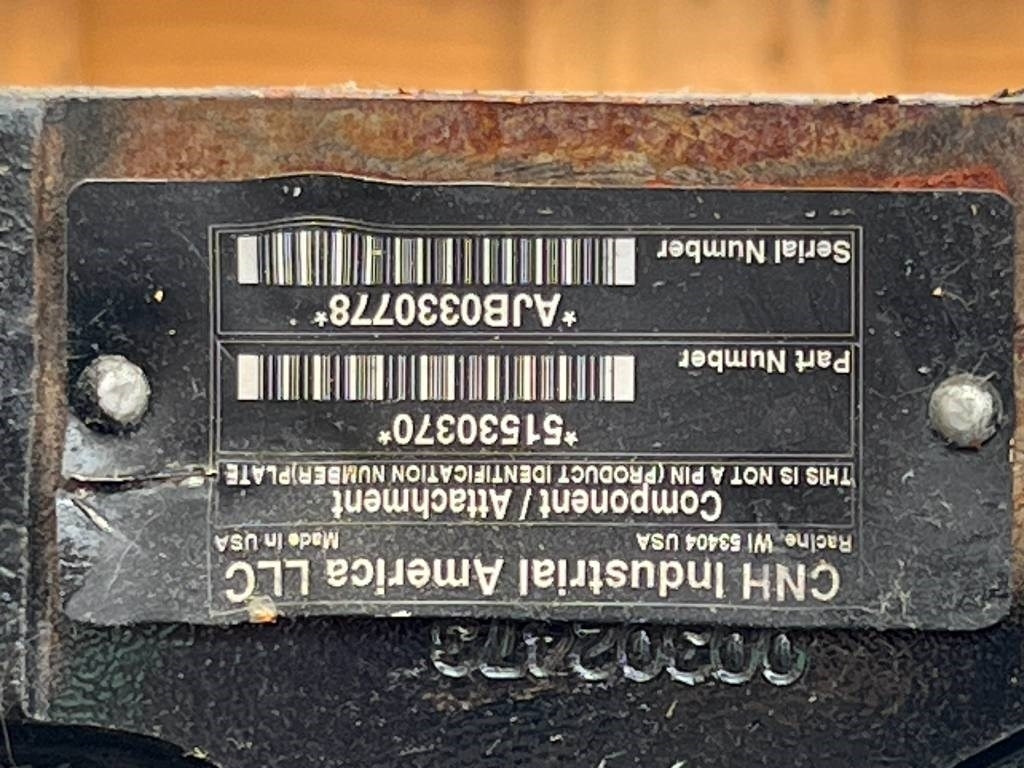 CNH Industrial America LLC
Racine, WI 53404 USA Made in USA
Component / Attachment
THIS IS NOT A PIN (PRODUCT IDENTIFICATION NUMBER) PLATE
*51530370*
Part Number
*AJB0330778*
Serial Number